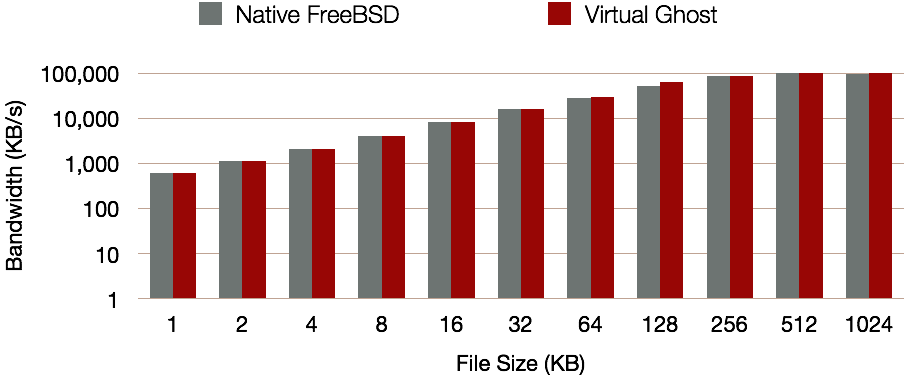 Native FreeBSD
Virtual Ghost
Bandwidth (KB/s)
100,000
10,000
1,000
100
10
1
1 2 4 8 16 32 64 128 256 512 1024
File Size (KB)